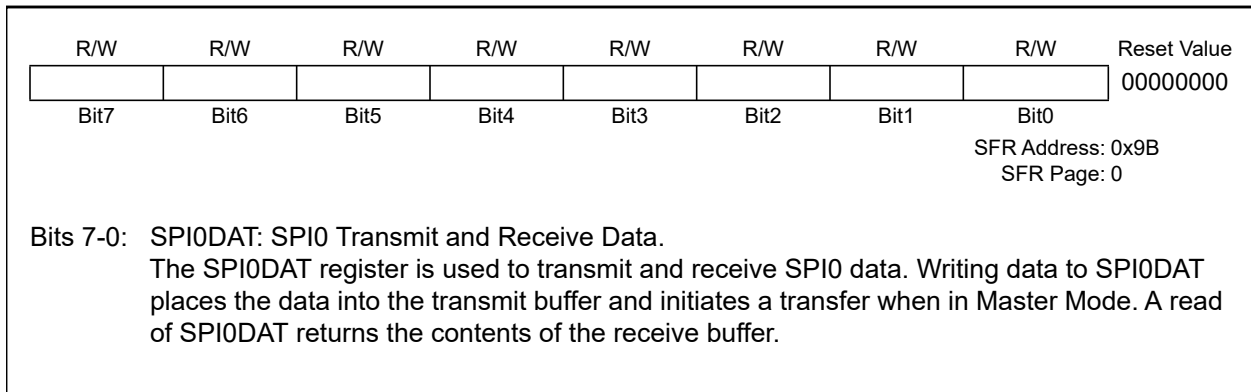 R/W R/W R/W R/W R/W R/W R/W R/W Reset Value
00000000
Bit7 Bit6 Bit5 Bit4 Bit3 Bit2 Bit1 Bit0
SFR Address: 0x9B
SFR Page: 0
Bits 7-0: SPI0DAT: SPI0 Transmit and Receive Data.
The SPI0DAT register is used to transmit and receive SPI0 data. Writing data to SPI0DAT
places the data into the transmit buffer and initiates a transfer when in Master Mode. A read
of SPI0DAT returns the contents of the receive buffer.